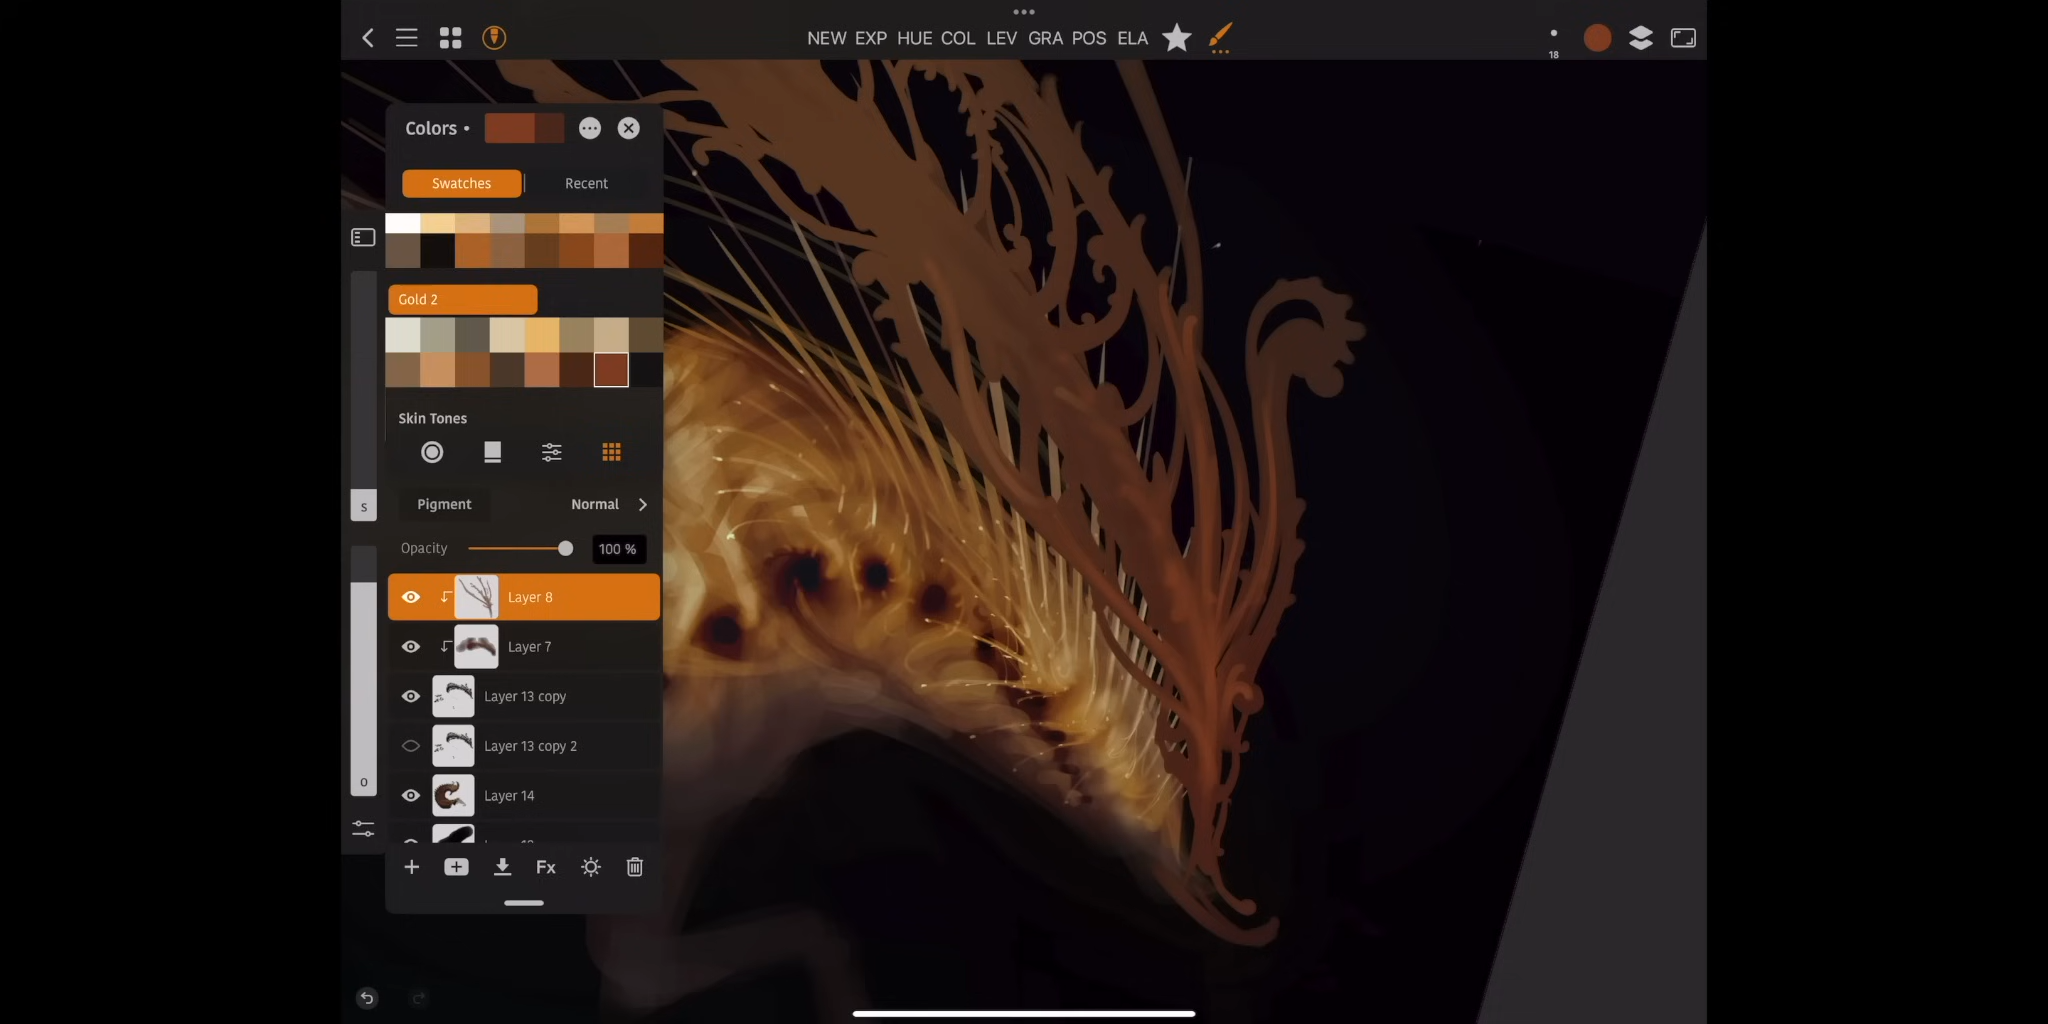 NEW EXP HUE COL LEV GRA POS ELA
18
Colors •
Swatches
Recent
Gold 2
Skin Tones
Pigment
Normal
Opacity
100 %
S
Layer 8
Layer 7
Layer 13 copy
Layer 13 copy 2
O
Layer 14
Fx